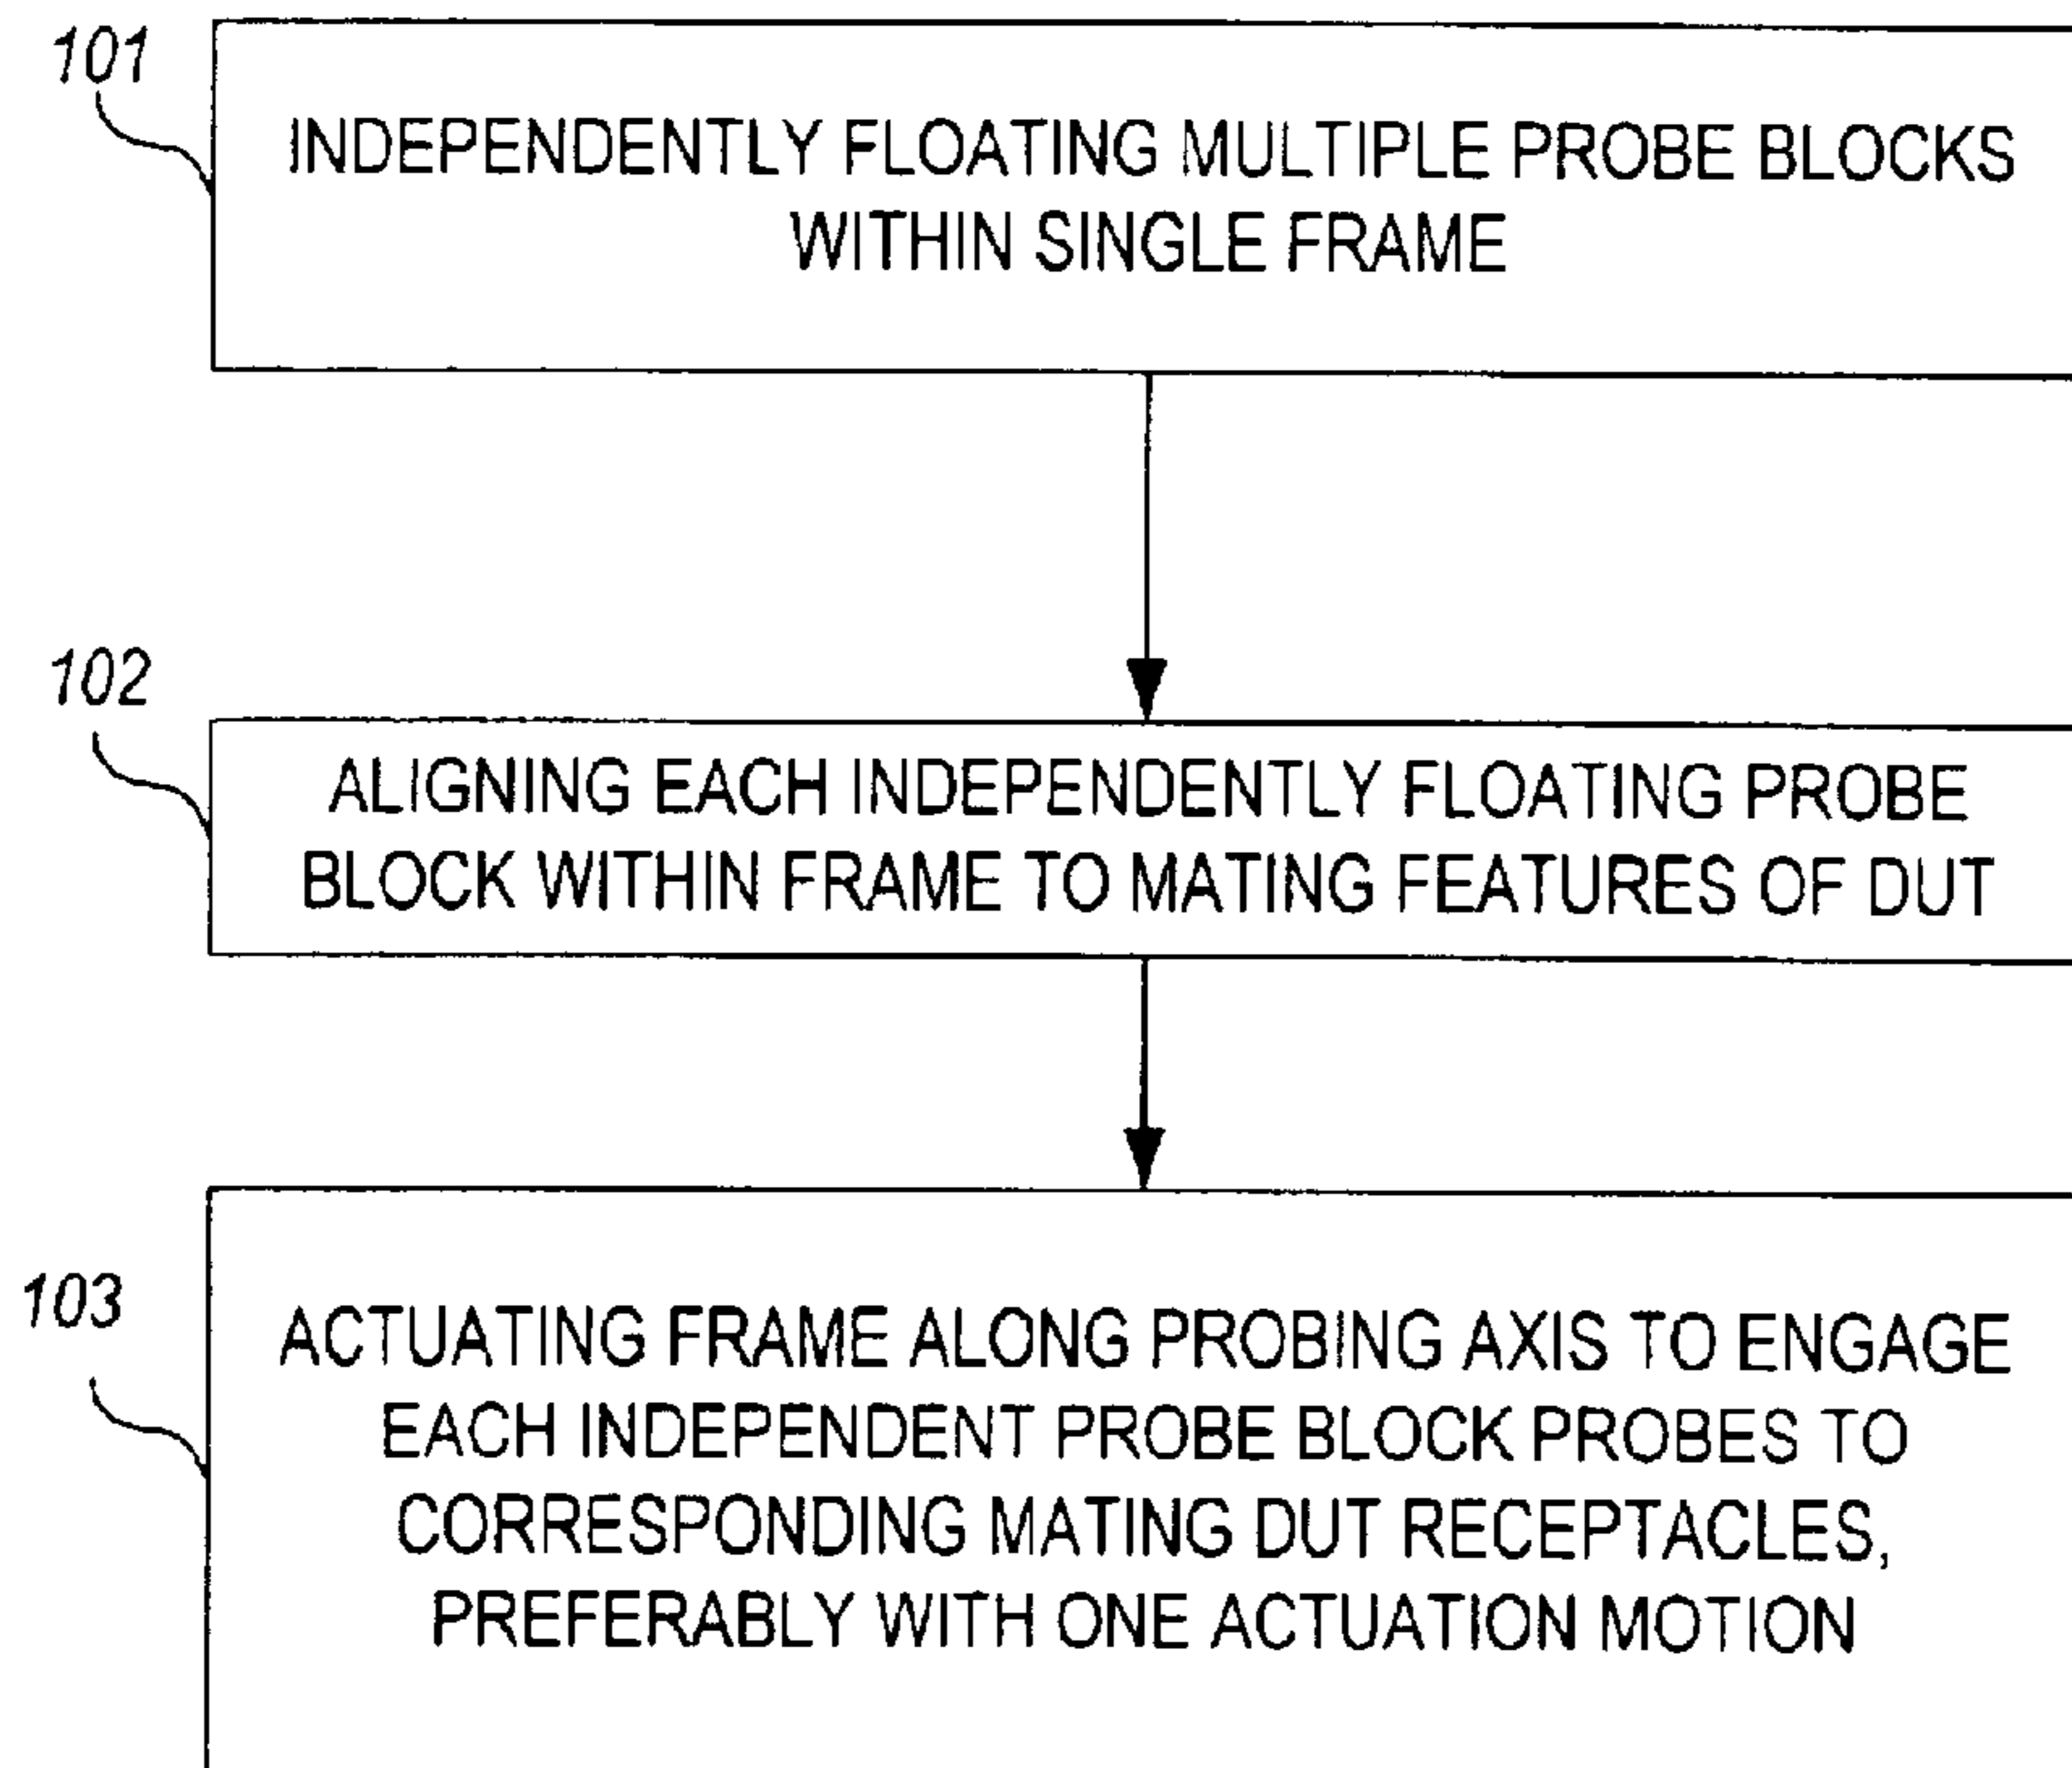 101
INDEPENDENTLY FLOATING MULTIPLE PROBE BLOCKS
WITHIN SINGLE FRAME
102
ALIGNING EACH INDEPENDENTLY FLOATING PROBE
BLOCK WITHIN FRAME TO MATING FEATURES OF DUT
103
ACTUATING FRAME ALONG PROBING AXIS TO ENGAGE
EACH INDEPENDENT PROBE BLOCK PROBES TO
CORRESPONDING MATING DUT RECEPTACLES,
PREFERABLY WITH ONE ACTUATION MOTION